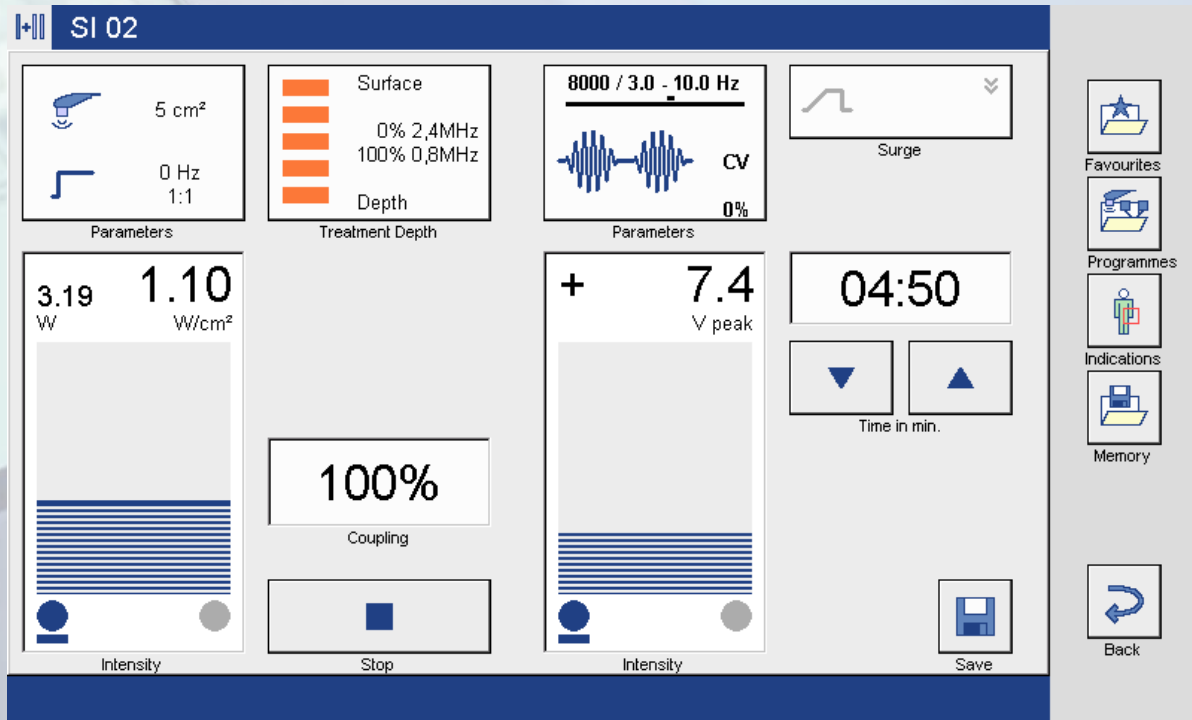 SI 02
5 cm²
0 Hz
1:1
Parameters
Surface
0% 2,4MHz
100% 0,8MHz
Depth
Treatment Depth
8000 / 3.0 - 10.0 Hz
CV
0%
Parameters
Surge
3.19
W
1.10
W/cm²
Intensity
100%
Coupling
Stop
+ 7.4
V peak
Intensity
04:50
Time in min.
Save
Favourites
Programmes
Indications
Memory
Back